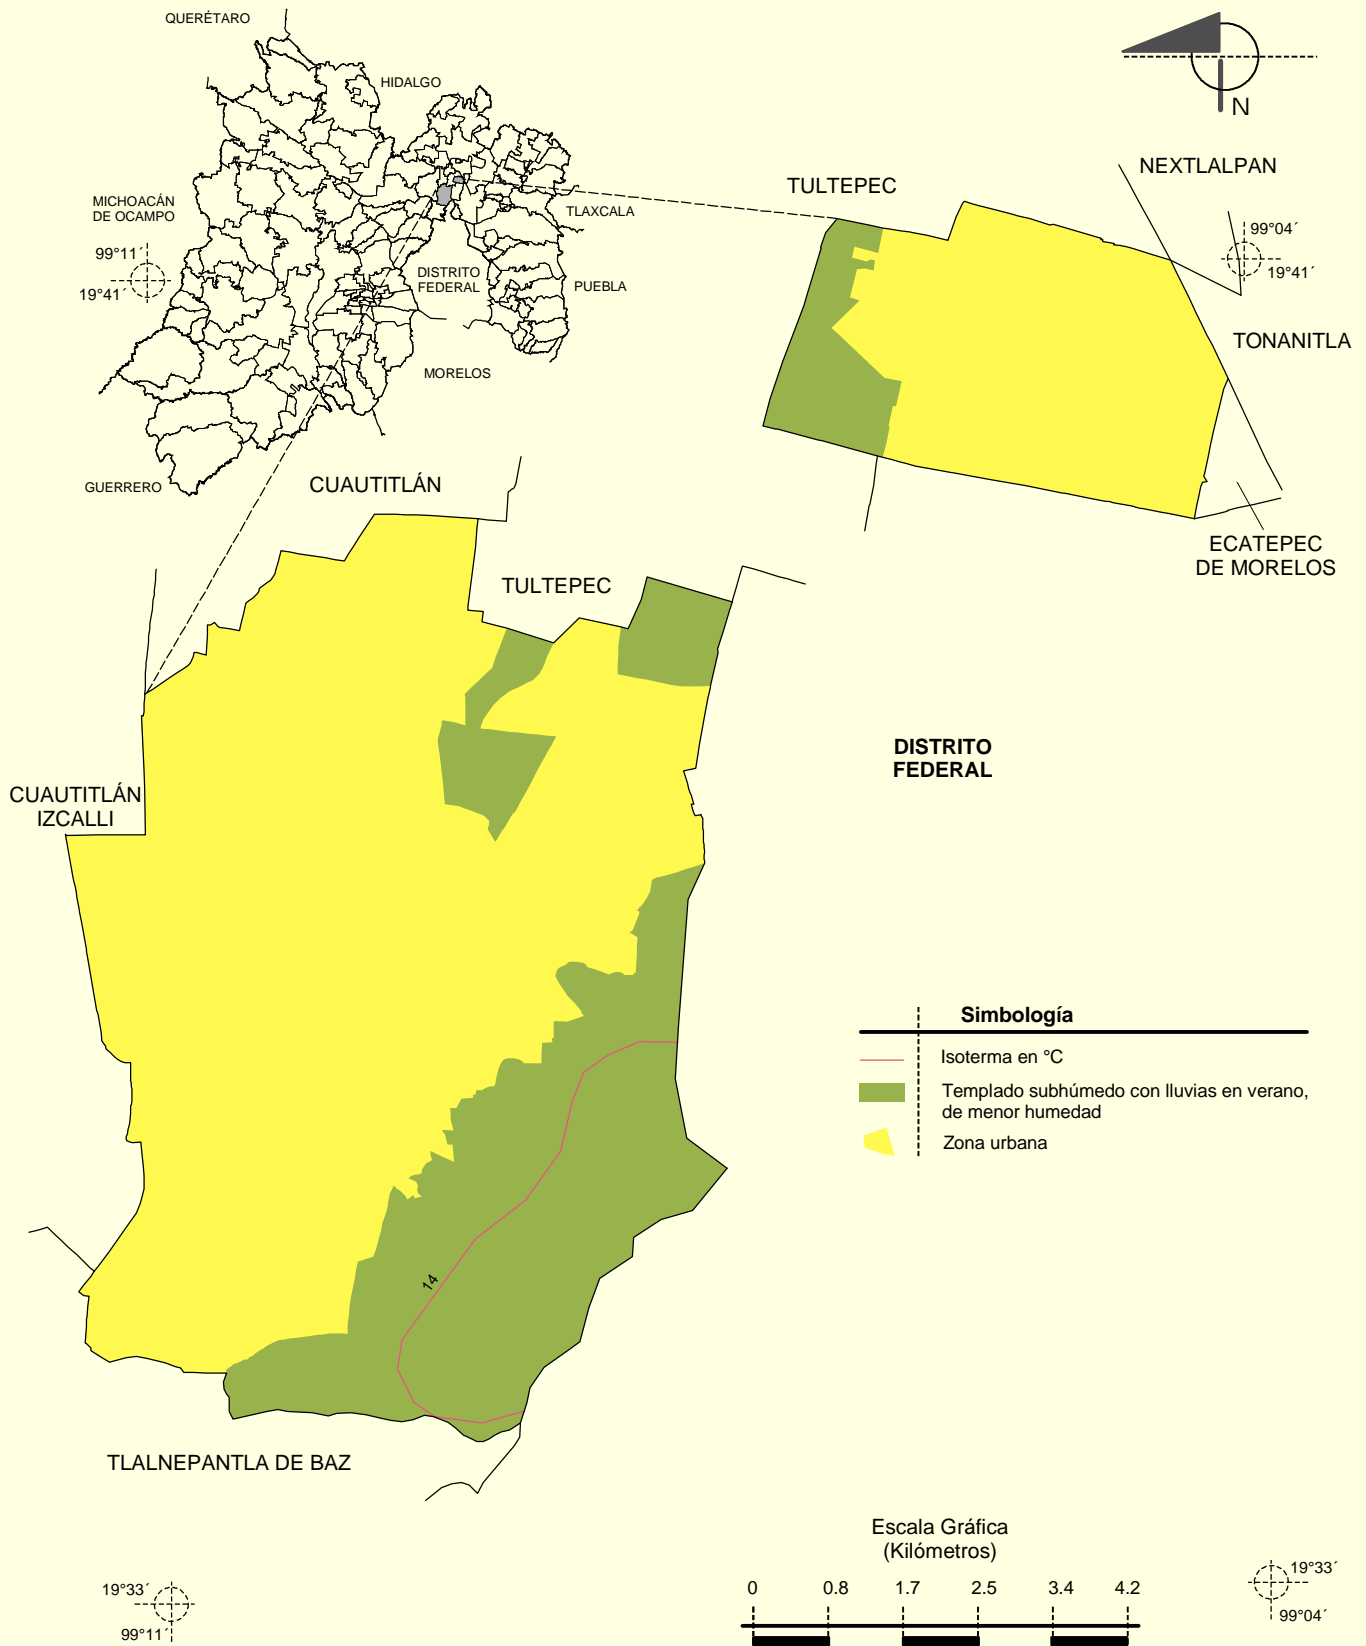 QUERÉTARO
HIDALGO
N
NEXTLALPAN
TULTEPEC
MICHOACÁN
DE OCAMPO
TLAXCALA
99°04´
19°41´
99°11´
19°41´
DISTRITO
FEDERAL
PUEBLA
TONANITLA
MORELOS
GUERRERO
CUAUTITLÁN
ECATEPEC
DE MORELOS
TULTEPEC
DISTRITO
FEDERAL
CUAUTITLÁN
IZCALLI
Simbología
Isoterma en °C
Templado subhúmedo con lluvias en verano,
de menor humedad
Zona urbana
14
TLALNEPANTLA DE BAZ
Escala Gráfica
(Kilómetros)
0 0.8 1.7 2.5 3.4 4.2
19°33´
99°11´
19°33´
99°04´